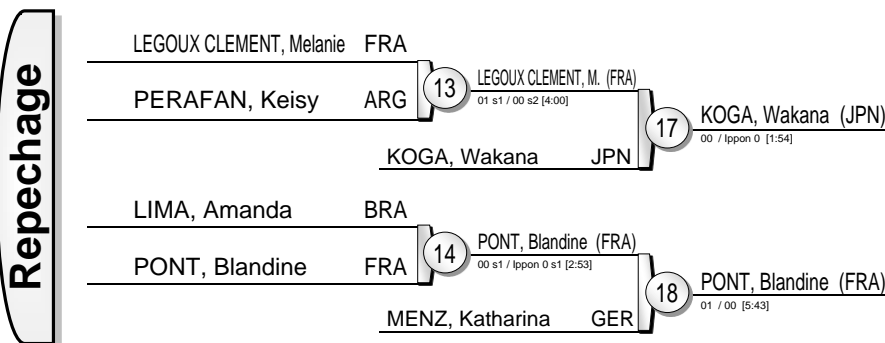 Repechage
LEGOUX CLEMENT, Melanie FRA
PERAFAN, Keisy ARG
13
LEGOUX CLEMENT, M. (FRA)
01 s1 / 00 s2 [4:00]
KOGA, Wakana JPN
17
KOGA, Wakana (JPN)
00 / Ippon 0 [1:54]
LIMA, Amanda BRA
PONT, Blandine FRA
14
PONT, Blandine (FRA)
00 s1 / Ippon 0 s1 [2:53]
MENZ, Katharina GER
18
PONT, Blandine (FRA)
01 / 00 [5:43]